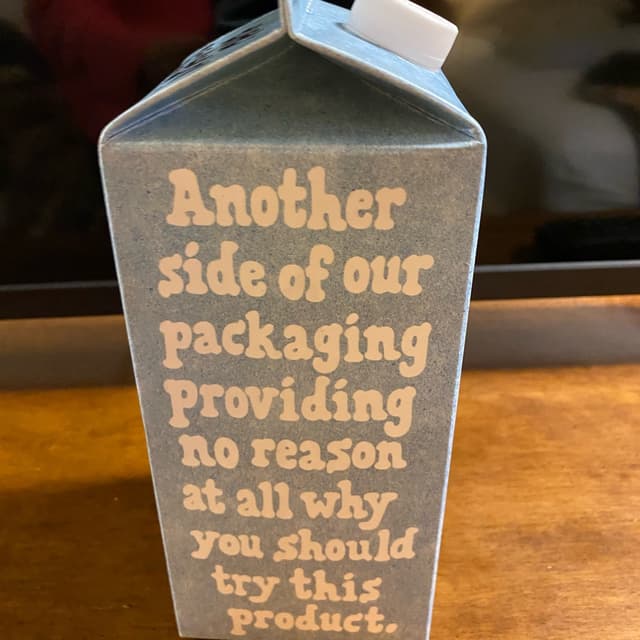 Another
side of our
packaging
providing
no reason
at all why
you should
try this
product.